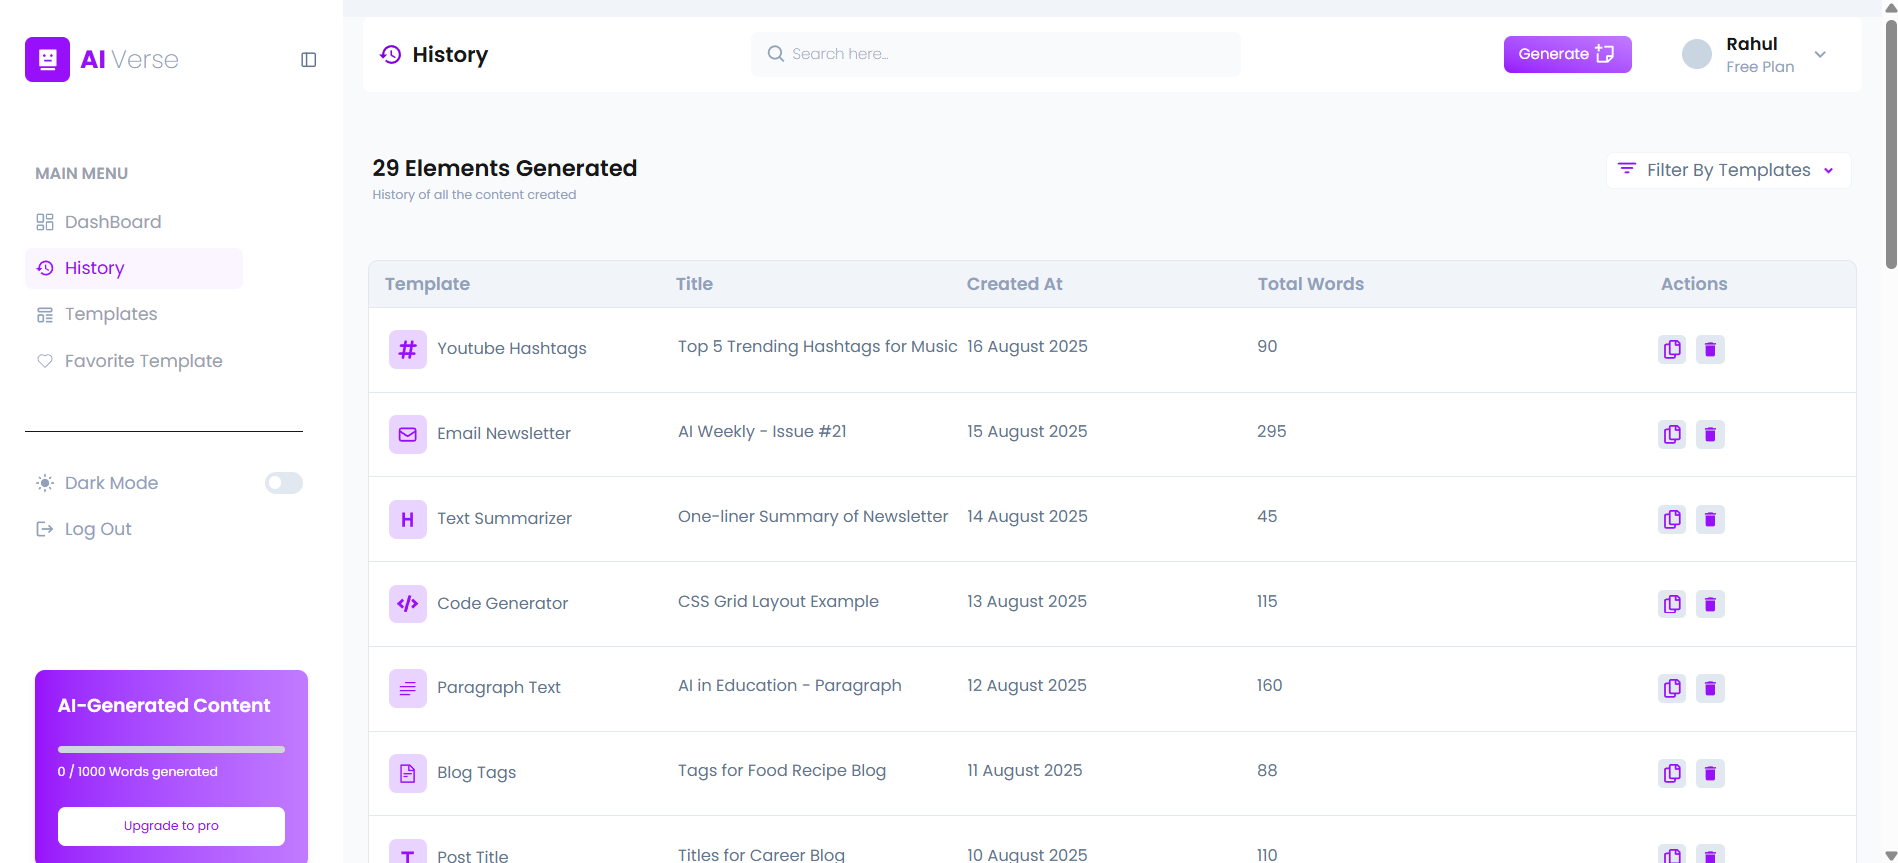 AI Verse
MAIN MENU
DashBoard
History
Templates
Favorite Template
Dark Mode
Log Out
AI-Generated Content
0 / 1000 Words generated
Upgrade to pro
History
Search here...
Generate
Rahul
Free Plan
29 Elements Generated
History of all the content created
Filter By Templates
Template Title Created At Total Words Actions
Youtube Hashtags Top 5 Trending Hashtags for Music 16 August 2025 90
Email Newsletter AI Weekly - Issue #21 15 August 2025 295
H Text Summarizer One-liner Summary of Newsletter 14 August 2025 45
Code Generator CSS Grid Layout Example 13 August 2025 115
Paragraph Text AI in Education - Paragraph 12 August 2025 160
Blog Tags Tags for Food Recipe Blog 11 August 2025 88
T Post Title Titles for Career Blog 10 August 2025 110